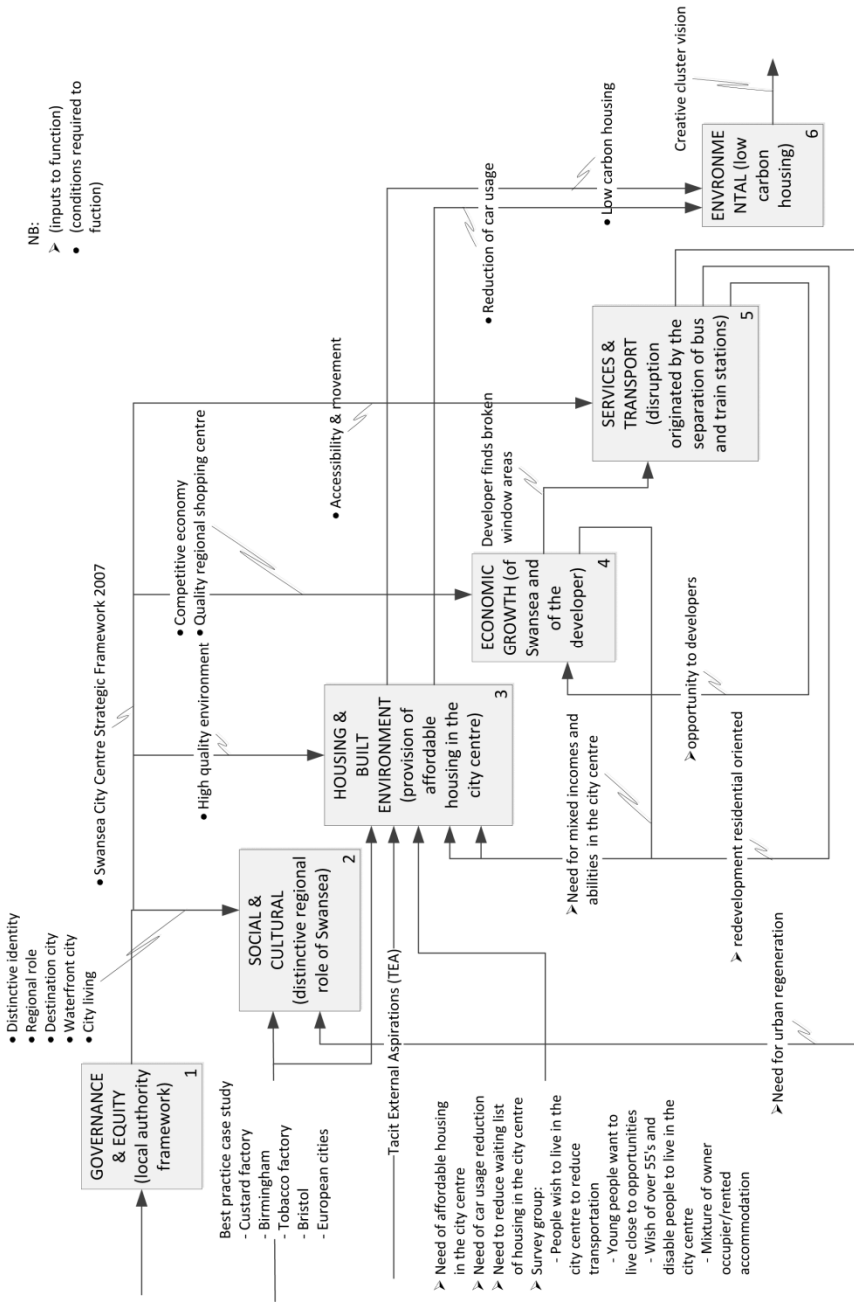 NB:
➢ (inputs to function)
• (conditions required to
fuction)
• Distinctive identity
• Regional role
• Destination city
• Waterfront city
• City living
• Swansea City Centre Strategic Framework 2007
GOVERNANCE
& EQUITY
(local authority
framework)
1
• High quality environment
• Competitive economy
• Quality regional shopping centre
• Accessibility & movement
Best practice case study
- Custard factory
- Birmingham
- Tobacco factory
- Bristol
- European cities
SOCIAL &
CULTURAL
(distinctive regional
role of Swansea)
2
• Reduction of car usage
• Low carbon housing
Tacit External Aspirations (TEA)
HOUSING &
BUILT
ENVIRONMENT
(provision of
affordable
housing in the
city centre)
3
Creative cluster vision
➢ Need of affordable housing
in the city centre
➢ Need of car usage reduction
➢ Need to reduce waiting list
of housing in the city centre
➢ Survey group:
- People wish to live in the
city centre to reduce
transportation
- Young people want to
live close to opportunities
- Wish of over 55's and
disable people to live in the
city centre
- Mixture of owner
occupier/rented
accommodation
ECONOMIC
GROWTH (of
Swansea and
of the
developer)
4
Developer finds broken
window areas
SERVICES &
TRANSPORT
(disruption
originated by the
separation of bus
and train stations)
5
ENVRONME
NTAL (low
carbon
housing)
6
➢ Need for mixed incomes and
abilities in the city centre
➢ opportunity to developers
➢ redevelopment residential oriented
➢ Need for urban regeneration